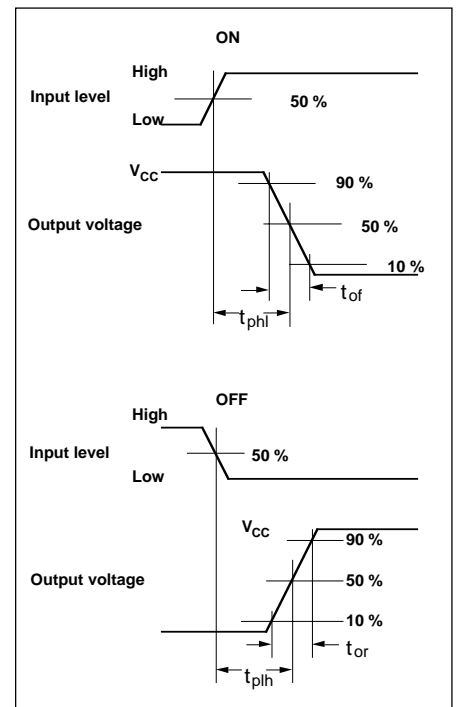 ON
High
Input level
50 %
Low
VCC
90 %
Output voltage
50 %
10 %
tof
tphl
OFF
High
Input level
50 %
Low
VCC
90 %
Output voltage
50 %
10 %
tor
tplh